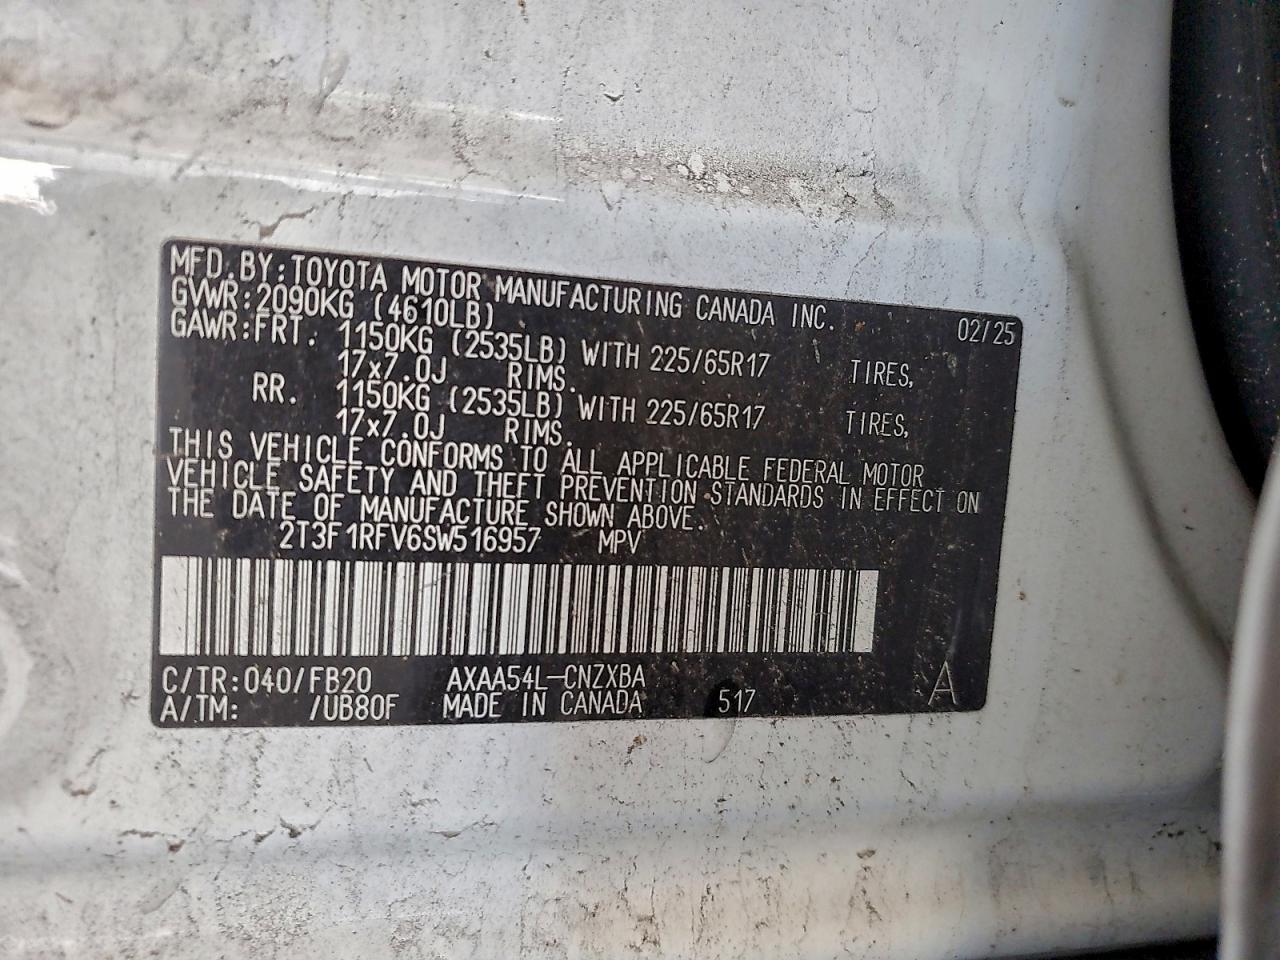 MFD.BY:TOYOTA MOTOR MANUFACTURING CANADA INC. 02/25
GVWR:2090KG (4610LB)
GAWR:FRT. 1150KG (2535LB) WITH 225/65R17 TIRES,
17x7.0J RIMS.
RR. 1150KG (2535LB) WITH 225/65R17 TIRES,
17x7.0J RIMS.
THIS VEHICLE CONFORMS TO ALL APPLICABLE FEDERAL MOTOR
VEHICLE SAFETY AND THEFT PREVENTION STANDARDS IN EFFECT ON
THE DATE OF MANUFACTURE SHOWN ABOVE.
2T3F1RFV6SW516957 MPV
C/TR:040/FB20 AXAA54L-CNZXBA A
A/TM: /UB80F MADE IN CANADA 517